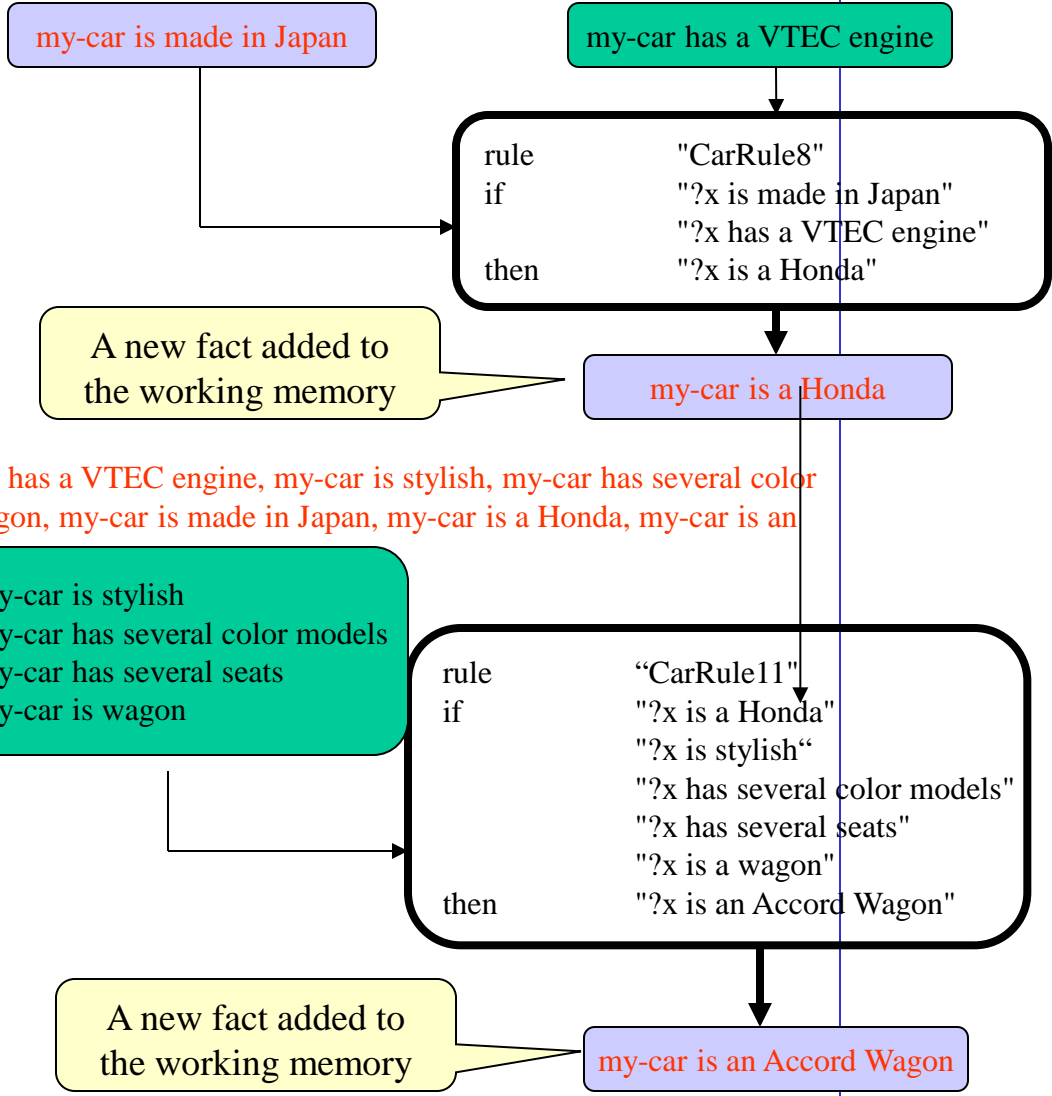 my-car is made in Japan
my-car has a VTEC engine
rule "CarRule8"
if "?x is made in Japan"
"?x has a VTEC engine"
then "?x is a Honda"
A new fact added to
the working memory
my-car is a Honda
has a VTEC engine, my-car is stylish, my-car has several color
gon, my-car is made in Japan, my-car is a Honda, my-car is an
y-car is stylish
y-car has several color models
y-car has several seats
y-car is wagon
rule “CarRule11"
if "?x is a Honda"
"?x is stylish“
"?x has several color models"
"?x has several seats"
"?x is a wagon"
then "?x is an Accord Wagon"
A new fact added to
the working memory
my-car is an Accord Wagon